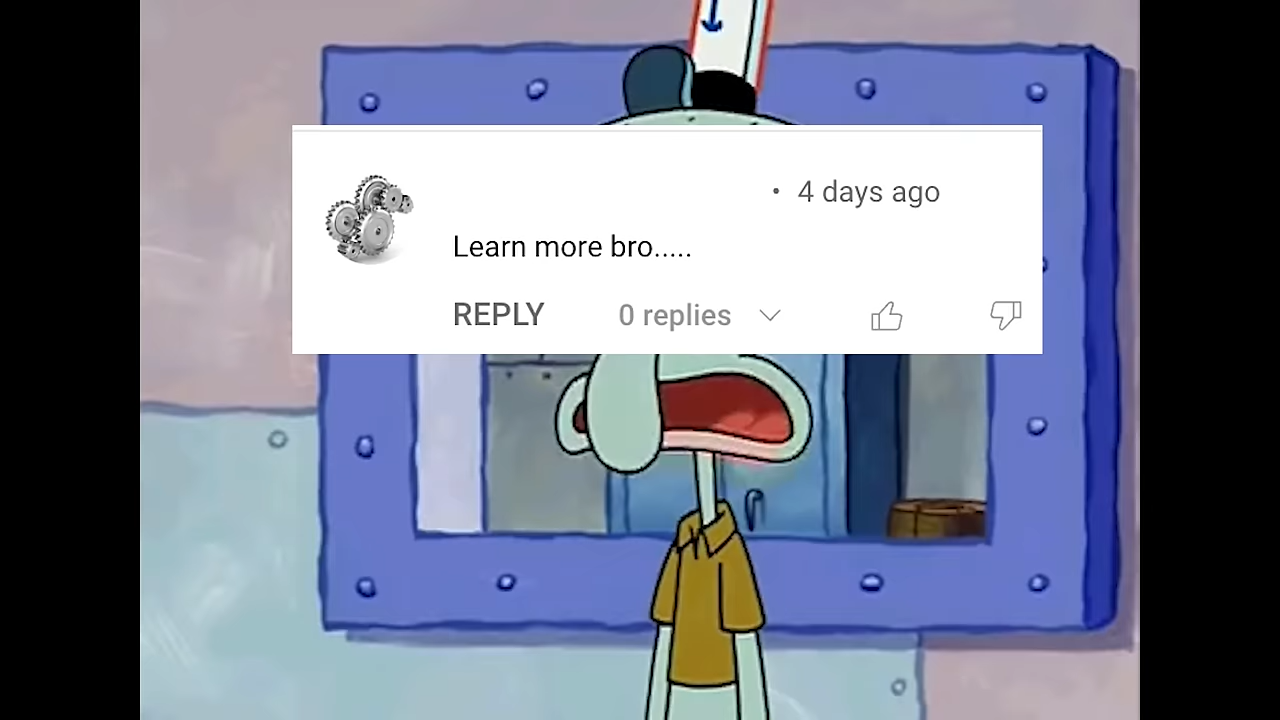 • 4 days ago
Learn more bro.....
REPLY 0 replies